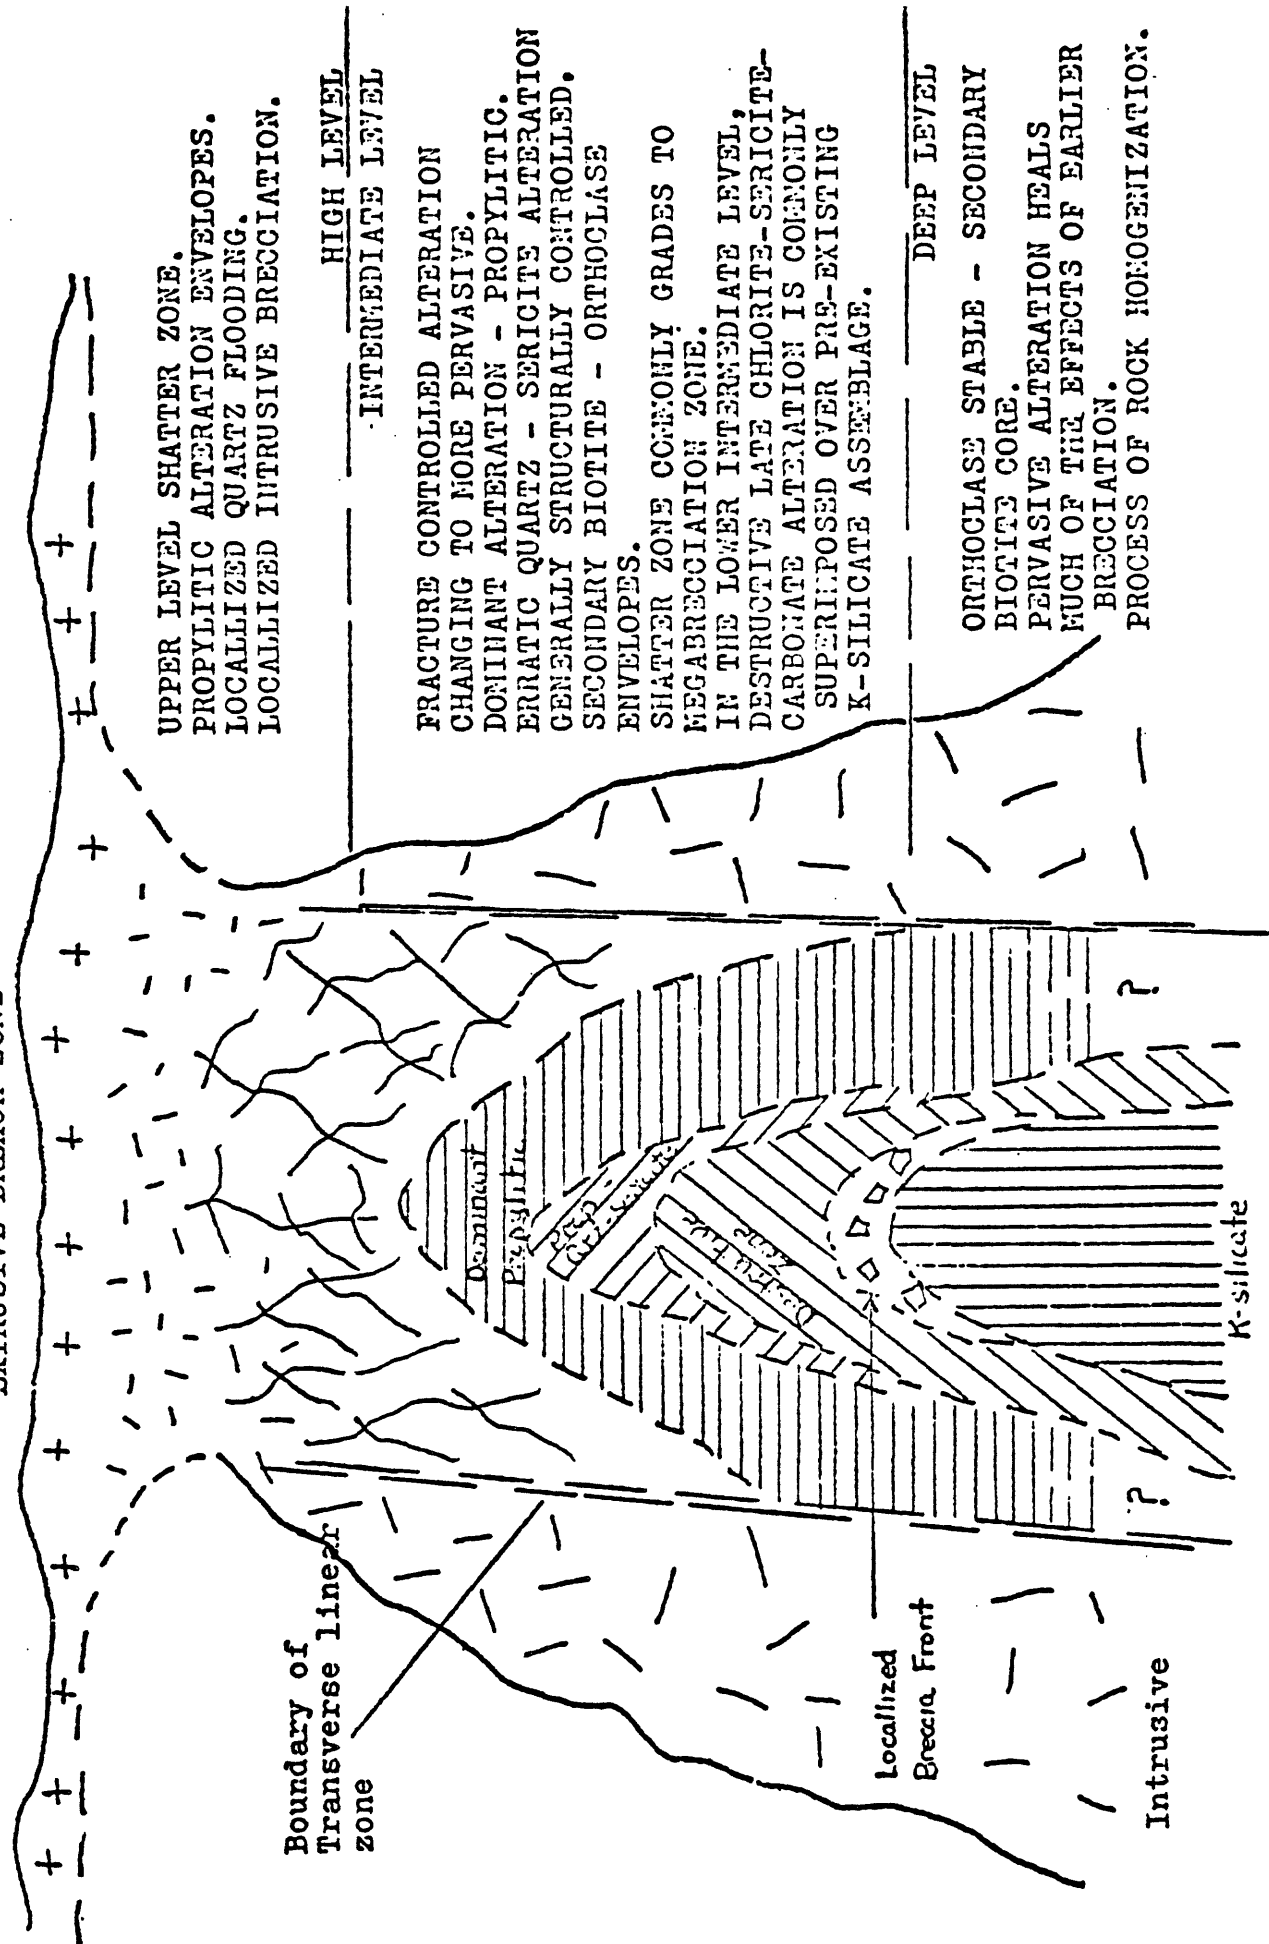 UPPER LEVEL SHATTER ZONE.
PROPYLITIC ALTERATION ENVELOPES.
LOCALLIZED QUARTZ FLOODING.
LOCALLIZED INTRUSIVE BRECCIATION.
HIGH LEVEL
INTERMEDIATE LEVEL
FRACTURE CONTROLLED ALTERATION
CHANGING TO MORE PERVASIVE.
DOMINANT ALTERATION - PROPYLITIC.
ERRATIC QUARTZ - SERICITE ALTERATION
GENERALLY STRUCTURALLY CONTROLLED.
SECONDARY BIOTITE - ORTHOCLASE
ENVELOPES.
SHATTER ZONE COMMONLY GRADES TO
MEGABRECCIATION ZONE.
IN THE LOWER INTERMEDIATE LEVEL,
DESTRUCTIVE LATE CHLORITE-SERICITE-
CARBONATE ALTERATION IS COMMONLY
SUPERIMPOSED OVER PRE-EXISTING
K-SILICATE ASSEMBLAGE.
DEEP LEVEL
ORTHOCLASE STABLE - SECONDARY
BIOTITE CORE.
PERVASIVE ALTERATION HEALS
MUCH OF THE EFFECTS OF EARLIER
BRECCIATION.
PROCESS OF ROCK HOMOGENIZATION.
Boundary of
Transverse linear
zone
Dominant
Propylitic
Destructive
Zone
Locallized
Breccia Front
?
?
K-silicate
Intrusive